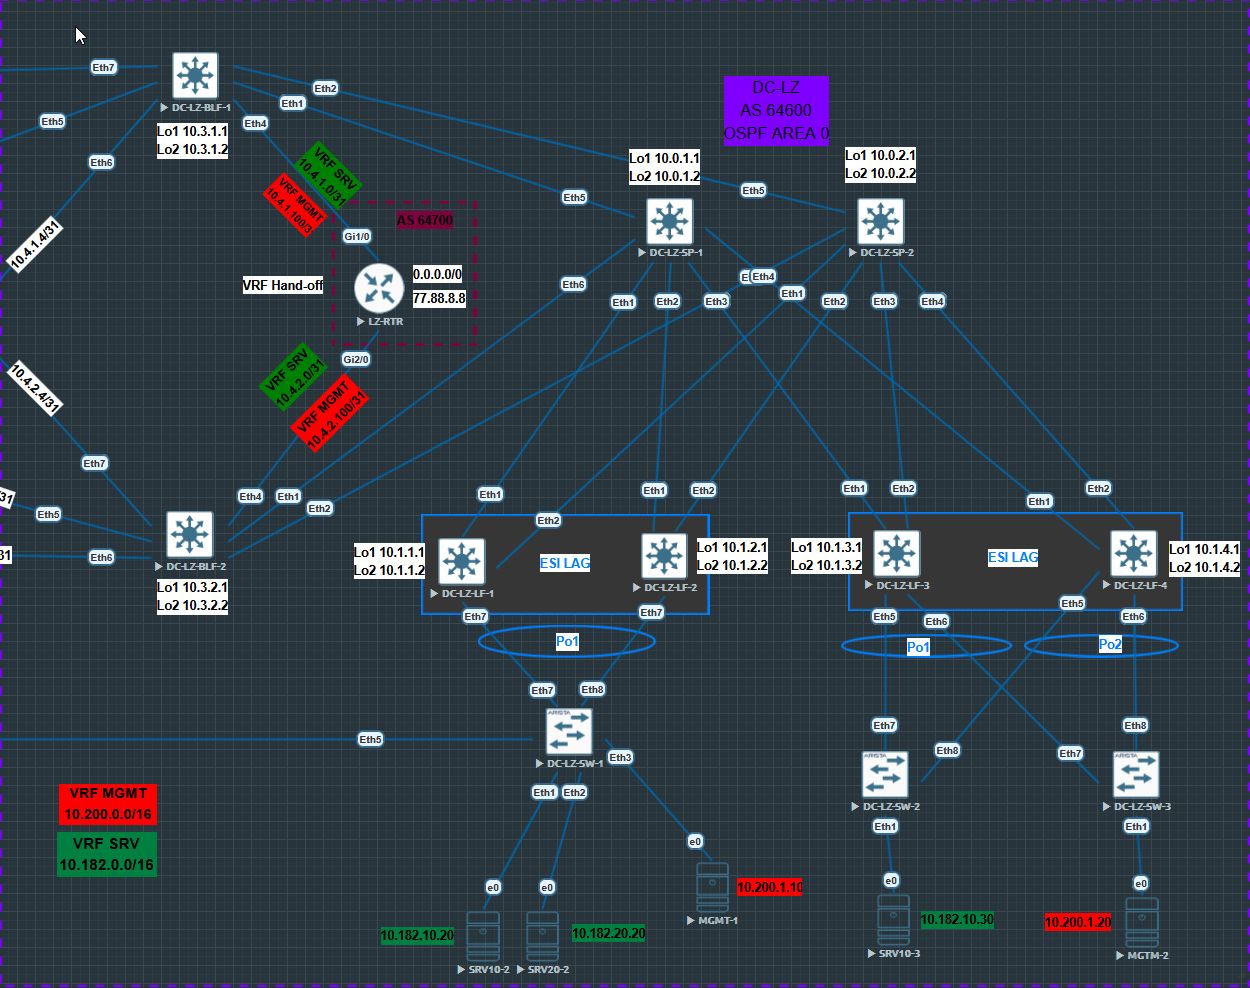 Eth7
DC-LZ-BLF-1
Eth5
Eth6
Eth2
Eth1
Eth4
Lo1 10.3.1.1
Lo2 10.3.1.2
10.4.1.4/31
VRF SRV
10.4.1.0/31
VRF MGMT
AS 64700
Gi1/0
VRF Hand-off
0.0.0.0/0
77.88.8.8
LZ-RTR
Gi2/0
VRF SRV
10.4.2.0/31
VRF MGMT
10.4.2.100/31
DC-LZ
AS 64600
OSPF AREA 0
Lo1 10.0.1.1
Lo2 10.0.1.2
Lo1 10.0.2.1
Lo2 10.0.2.2
Eth5
Eth5
DC-LZ-SP-1
DC-LZ-SP-2
Eth6
Eth4
Eth1
Eth2
Eth3
Eth1
Eth2
Eth3
Eth4
10.4.2.4/31
Eth7
Eth5
Eth6
Eth4
Eth1
Eth2
DC-LZ-BLF-2
Lo1 10.3.2.1
Lo2 10.3.2.2
Eth1
Eth2
Eth1
Eth2
Eth1
Eth2
Eth1
Eth2
Lo1 10.1.1.1
Lo2 10.1.1.2
ESI LAG
Lo1 10.1.2.1
Lo2 10.1.2.2
Lo1 10.1.3.1
Lo2 10.1.3.2
ESI LAG
Lo1 10.1.4.1
Lo2 10.1.4.2
DC-LZ-LF-1
DC-LZ-LF-2
DC-LZ-LF-3
DC-LZ-LF-4
Eth7
Eth7
Eth5
Eth6
Eth5
Eth6
Po1
Po1
Po2
Eth7
Eth8
ARISTA
DC-LZ-SW-1
Eth5
Eth3
Eth1
Eth2
Eth7
Eth8
Eth7
Eth8
ARISTA
DC-LZ-SW-2
ARISTA
DC-LZ-SW-3
Eth1
Eth1
VRF MGMT
10.200.0.0/16
VRF SRV
10.182.0.0/16
e0
e0
e0
e0
e0
10.200.1.10
MGMT-1
10.182.10.20
SRV10-2
10.182.20.20
SRV20-2
10.182.10.30
SRV10-3
10.200.1.20
MGTM-2